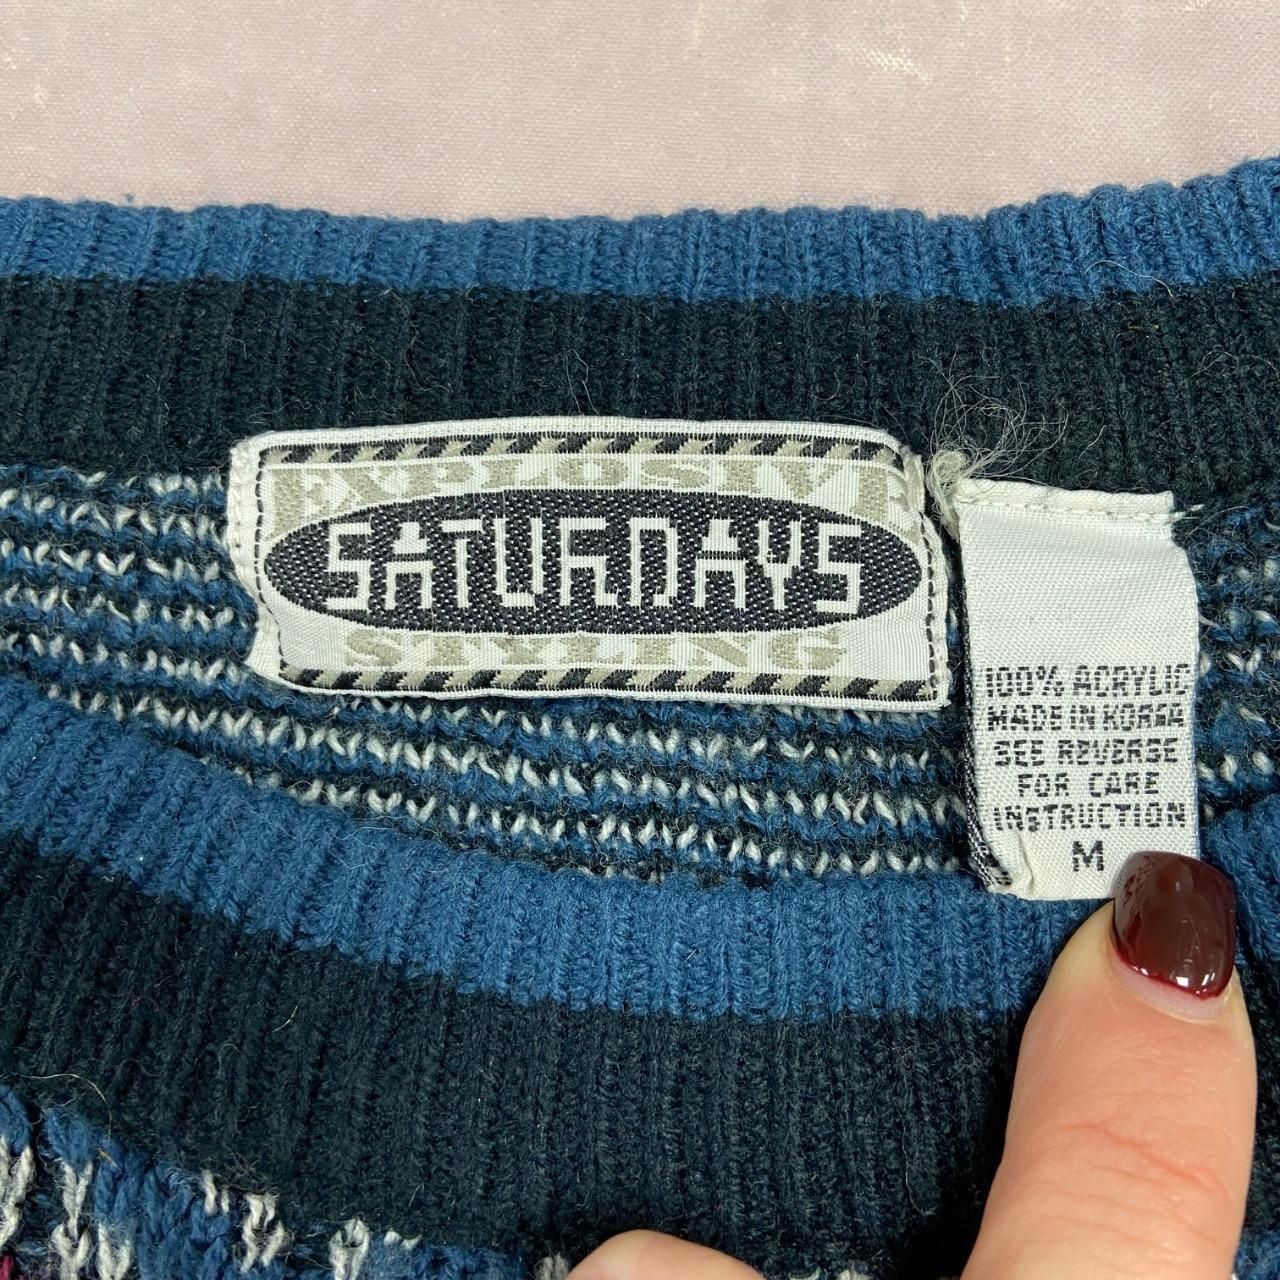 EXPLOSIVE
SATURDAYS
STYLING
100% ACRYLIC
MADE IN KOREA
SEE REVERSE
FOR CARE
INSTRUCTION
M